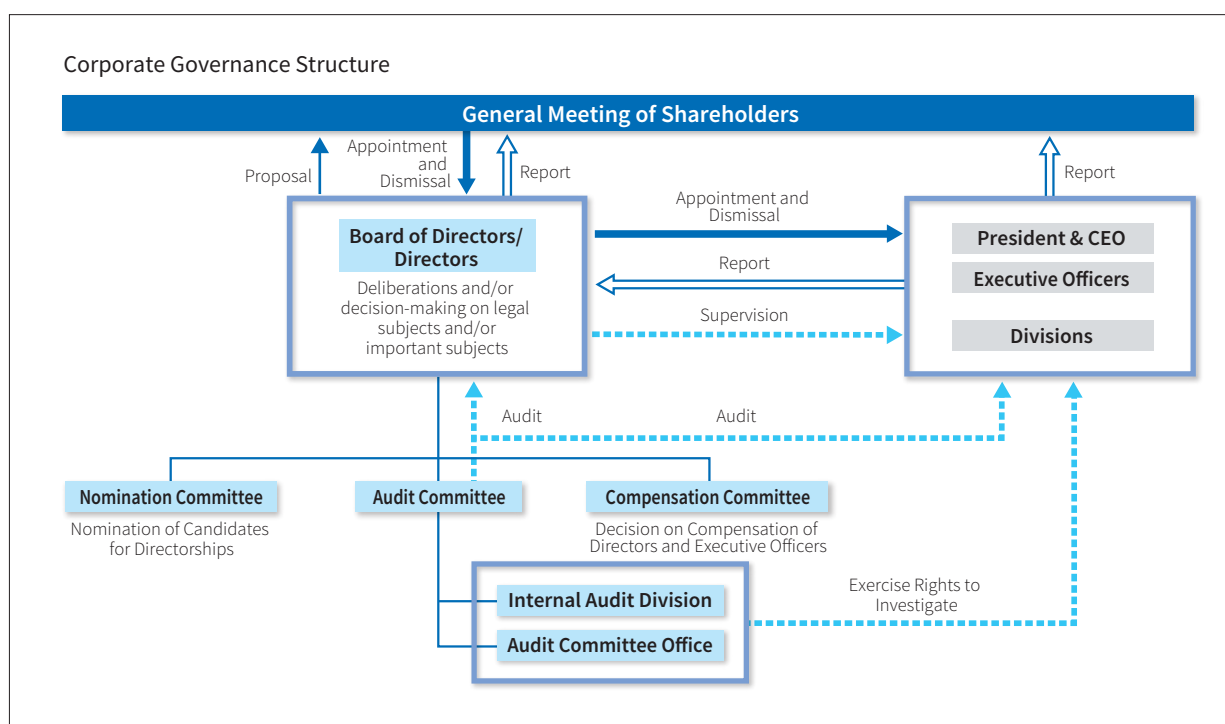 Corporate Governance Structure
General Meeting of Shareholders
Proposal
Appointment
and
Dismissal
Report
Report
Board of Directors/
Directors
Deliberations and/or
decision-making on legal
subjects and/or
important subjects
Appointment and
Dismissal
Report
Supervision
President & CEO
Executive Officers
Divisions
Audit
Audit
Nomination Committee
Nomination of Candidates
for Directorships
Audit Committee
Compensation Committee
Decision on Compensation of
Directors and Executive Officers
Internal Audit Division
Audit Committee Office
Exercise Rights to
Investigate